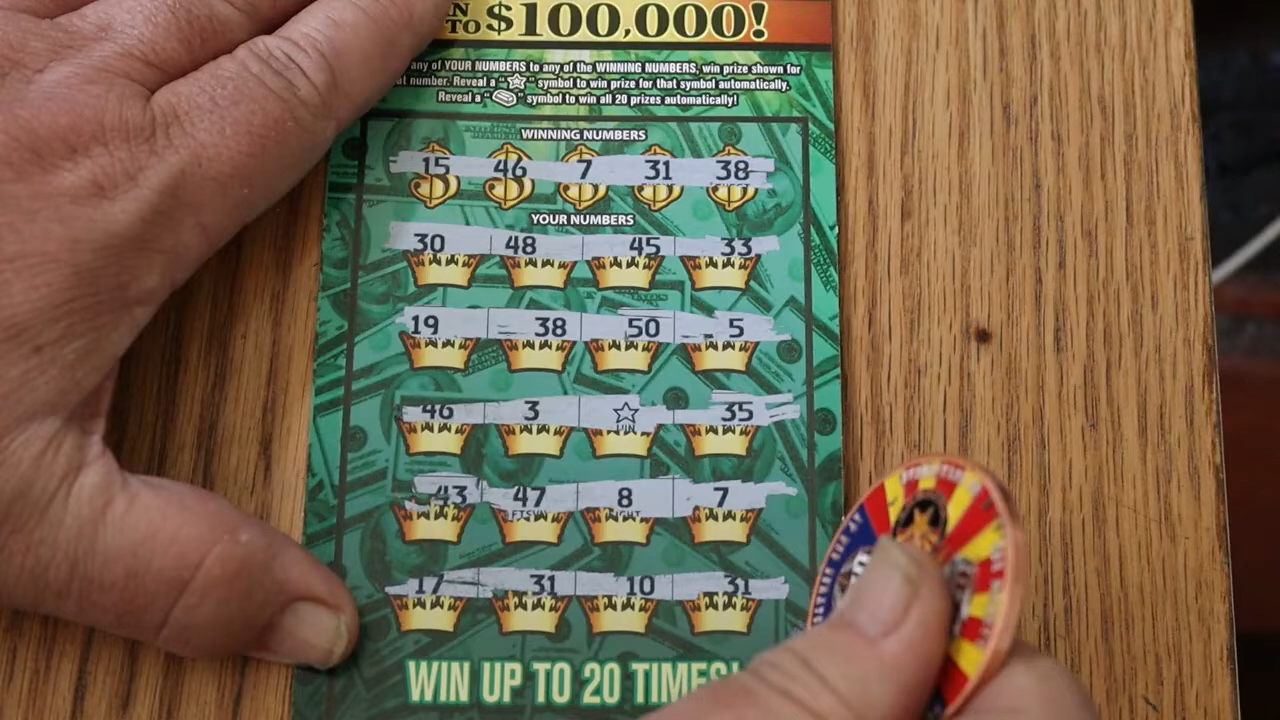 N
TO $100,000!
any of YOUR NUMBERS to any of the WINNING NUMBERS, win prize shown for
number. Reveal a "☆" symbol to win prize for that symbol automatically.
Reveal a " " symbol to win all 20 prizes automatically!
WINNING NUMBERS
15 46 7 31 38
YOUR NUMBERS
30 48 45 33
19 38 50 5
46 3 ☆ 35
WIN
43 47 8 7
17 31 10 31
WIN UP TO 20 TIMES!